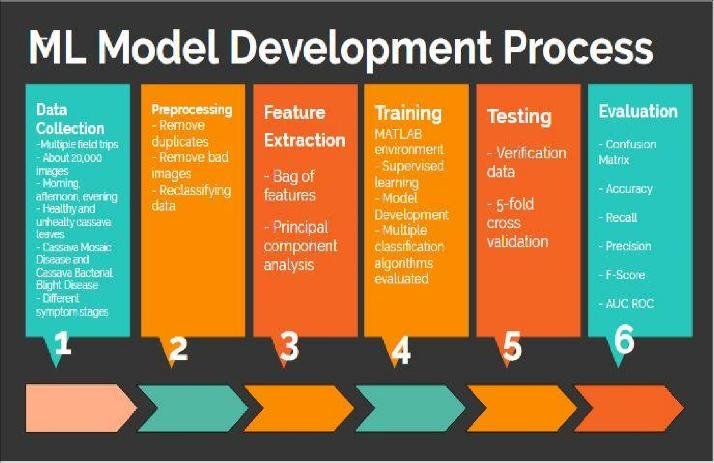 ML Model Development Process
Data
Collection
-Multiple field trips
- About 20,000
images
- Morning,
afternoon, evening
- Healthy and
unhealty cassava
leaves
- Cassava Mosaic
Disease and
Cassava Bacterial
Blight Disease
- Different
symptom stages
1
Preprocessing
- Remove
duplicates
- Remove bad
images
- Reclassifying
data
2
Feature
Extraction
- Bag of
features
- Principal
component
analysis
3
Training
MATLAB
environment
- Supervised
learning
- Model
Development
- Multiple
classification
algorithms
evaluated
4
Testing
- Verification
data
- 5-fold
cross
validation
5
Evaluation
- Confusion
Matrix
- Accuracy
- Recall
- Precision
- F-Score
- AUC ROC
6